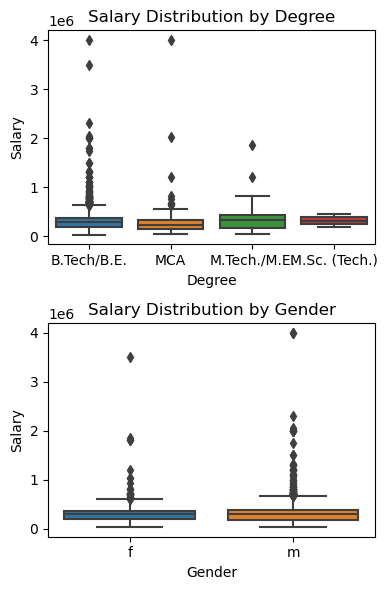 Salary Distribution by Degree
1e6
4
3
2
1
0
Salary
B.Tech/B.E. MCA M.Tech./M.E. M.Sc. (Tech.)
Degree
Salary Distribution by Gender
1e6
4
3
2
1
0
Salary
f m
Gender